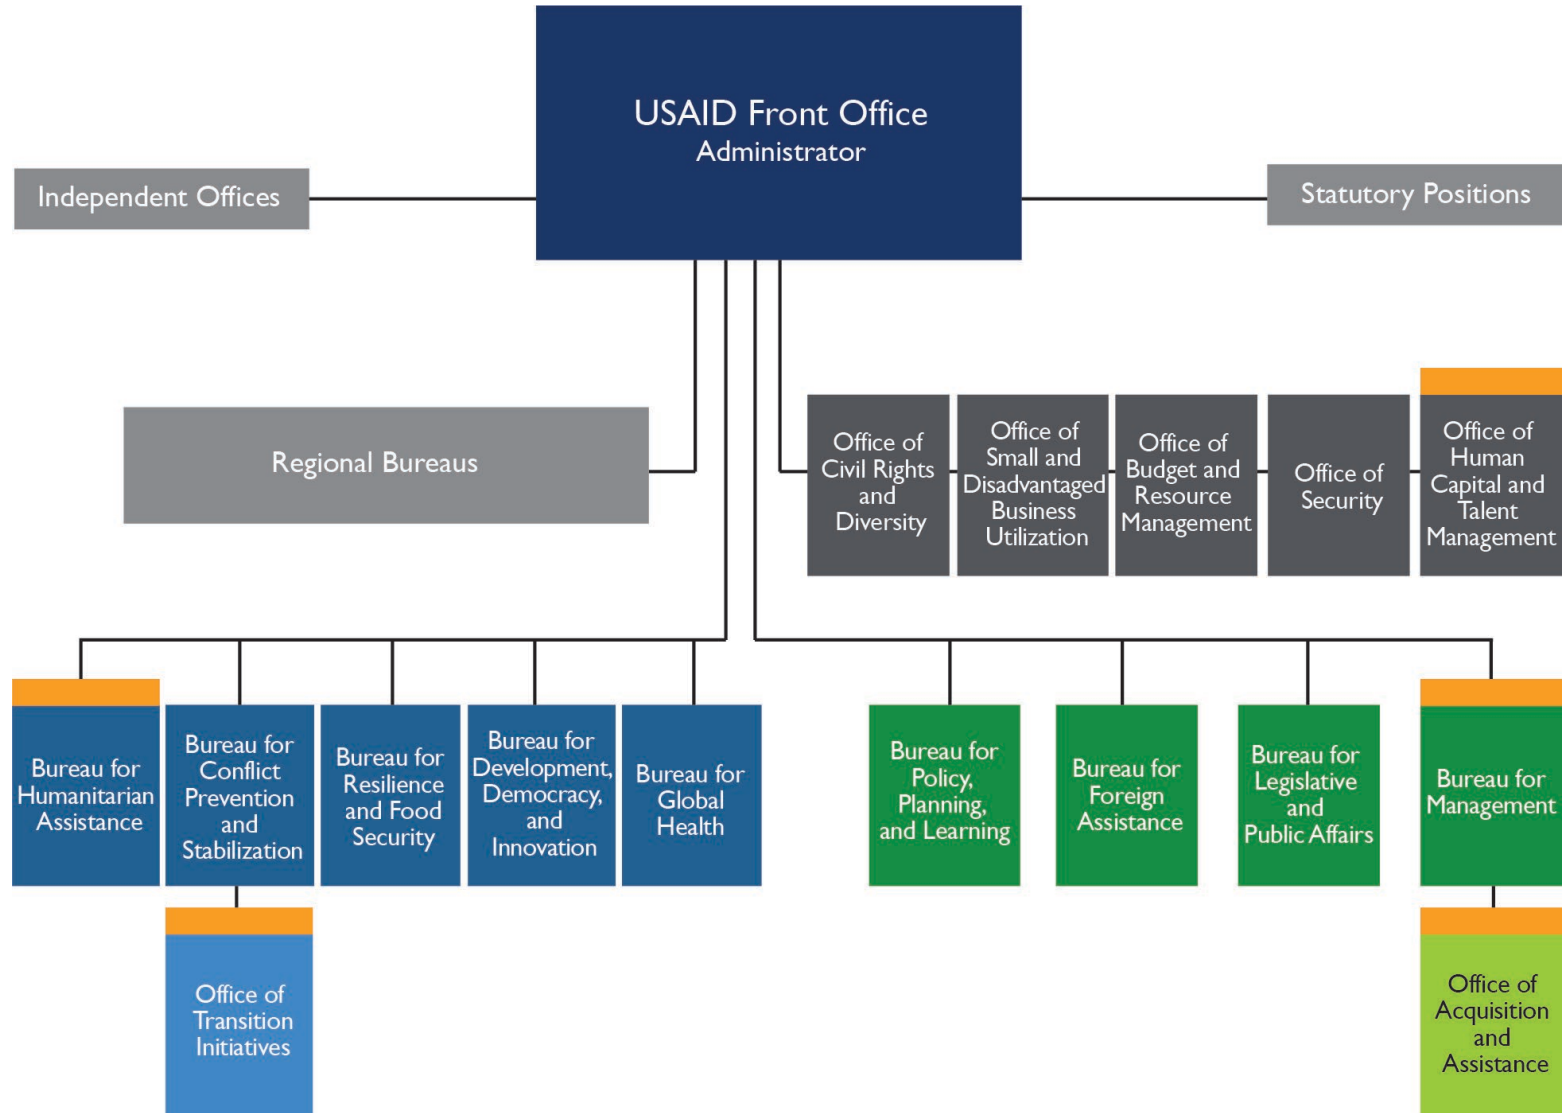 USAID Front Office
Administrator
Independent Offices
Statutory Positions
Regional Bureaus
Office of
Civil Rights
and
Diversity
Office of
Small and
Disadvantaged
Business
Utilization
Office of
Budget and
Resource
Management
Office of
Security
Office of
Human
Capital and
Talent
Management
Bureau for
Humanitarian
Assistance
Bureau for
Conflict
Prevention
and
Stabilization
Bureau for
Resilience
and Food
Security
Bureau for
Development,
Democracy,
and
Innovation
Bureau for
Global
Health
Bureau for
Policy,
Planning,
and Learning
Bureau for
Foreign
Assistance
Bureau for
Legislative
and
Public Affairs
Bureau for
Management
Office of
Transition
Initiatives
Office of
Acquisition
and
Assistance